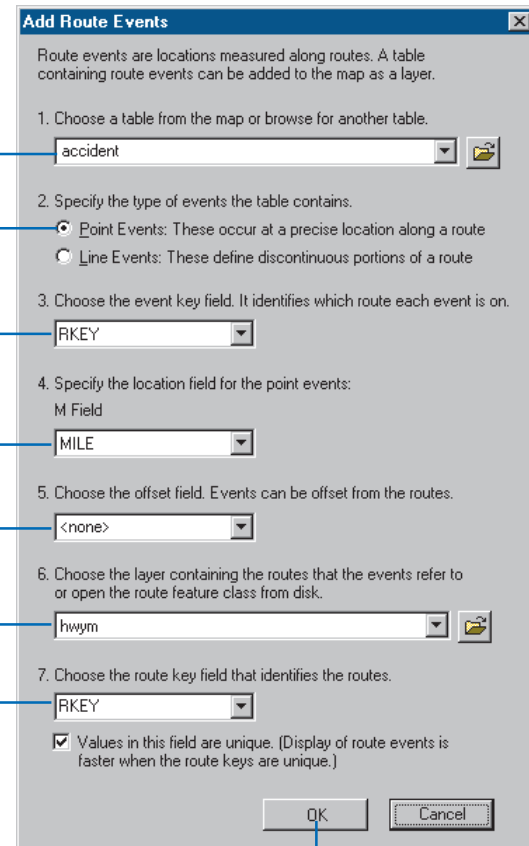 Add Route Events
Route events are locations measured along routes. A table
containing route events can be added to the map as a layer.
1. Choose a table from the map or browse for another table.
accident
2. Specify the type of events the table contains.
Point Events: These occur at a precise location along a route
Line Events: These define discontinuous portions of a route
3. Choose the event key field. It identifies which route each event is on.
RKEY
4. Specify the location field for the point events:
M Field
MILE
5. Choose the offset field. Events can be offset from the routes.
<none>
6. Choose the layer containing the routes that the events refer to
or open the route feature class from disk.
hwym
7. Choose the route key field that identifies the routes.
RKEY
Values in this field are unique. (Display of route events is
faster when the route keys are unique.)
OK Cancel